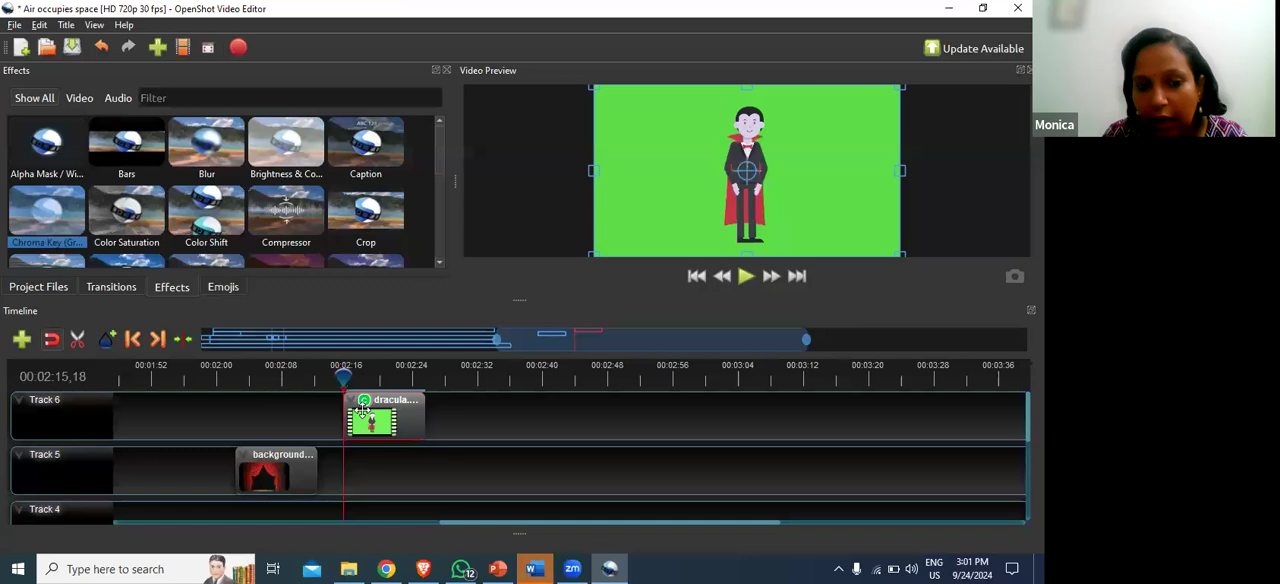 * Air occupies space [HD 720p 30 fps] - OpenShot Video Editor
File Edit Title View Help
Update Available
Effects
Video Preview
Show All Video Audio Filter
ABC 123
Alpha Mask / Wi... Bars Blur Brightness & Co... Caption
Chroma Key (Gr... Color Saturation Color Shift Compressor Crop
Project Files Transitions Effects Emojis
Timeline
00:02:15,18
00:01:52 00:02:00 00:02:08 00:02:16 00:02:24 00:02:32 00:02:40 00:02:48 00:02:56 00:03:04 00:03:12 00:03:20 00:03:28 00:03:36
Track 6
dracula....
Track 5
background...
Track 4
Monica
Type here to search
12
ENG
US
3:01 PM
9/24/2024